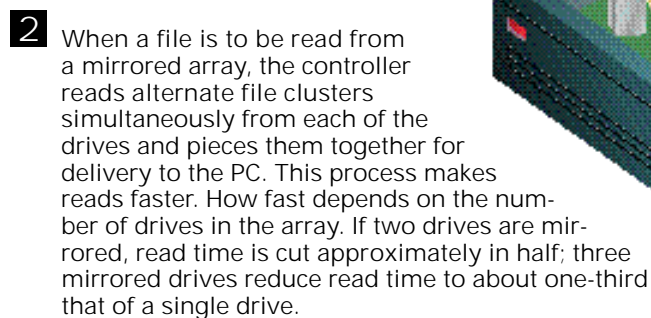 2
When a file is to be read from
a mirrored array, the controller
reads alternate file clusters
simultaneously from each of the
drives and pieces them together for
delivery to the PC. This process makes
reads faster. How fast depends on the num-
ber of drives in the array. If two drives are mir-
rored, read time is cut approximately in half; three
mirrored drives reduce read time to about one-third
that of a single drive.